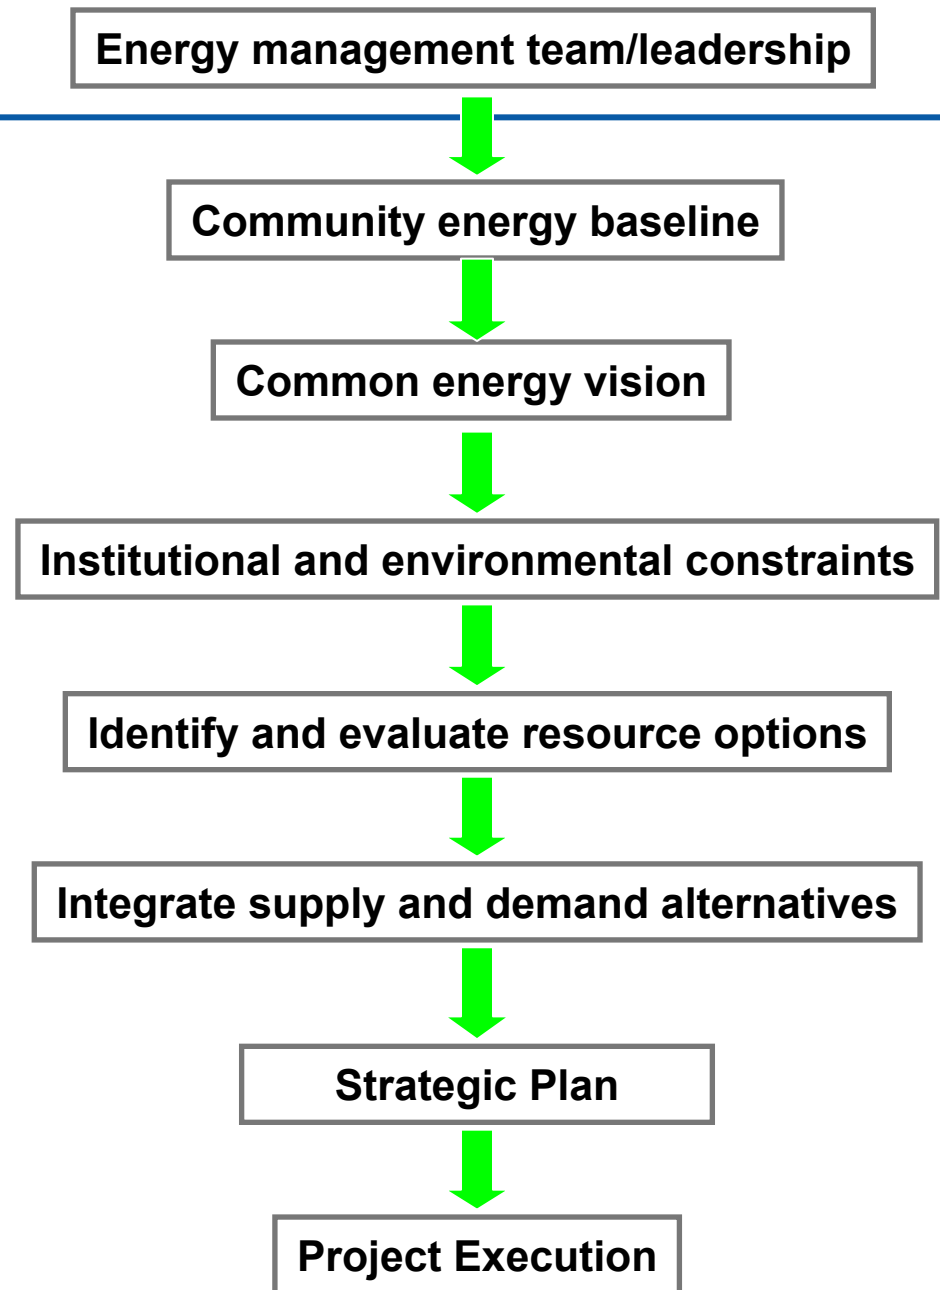 Energy management team/leadership
Community energy baseline
Common energy vision
Institutional and environmental constraints
Identify and evaluate resource options
Integrate supply and demand alternatives
Strategic Plan
Project Execution